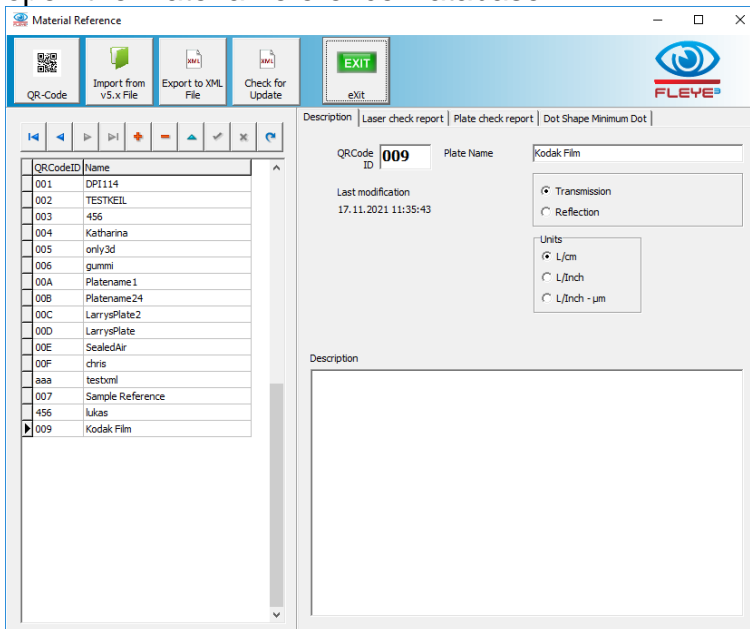 Material Reference
QR-Code
Import from
v5.x File
XML
Export to XML
File
XML
Check for
Update
EXIT
eXit
FLEYE³
Description
Laser check report
Plate check report
Dot Shape Minimum Dot
QRCodeID Name
001 DPI114
002 TESTKEIL
003 456
004 Katharina
005 only3d
006 gummi
00A Platename1
00B Platename24
00C LarrysPlate2
00D LarrysPlate
00E SealedAir
00F chris
aaa testxml
007 Sample Reference
456 lukas
009 Kodak Film
QRCode
ID
009
Plate Name
Kodak Film
Last modification
17.11.2021 11:35:43
Transmission
Reflection
Units
L/cm
L/Inch
L/Inch - µm
Description